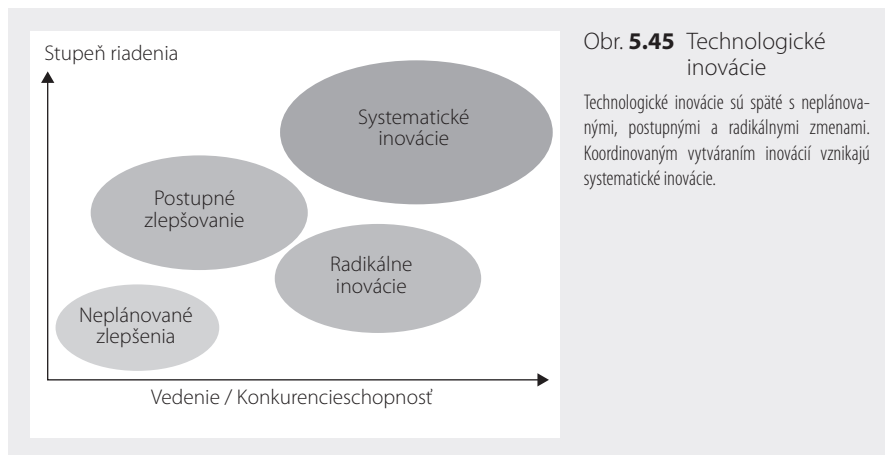 Stupeň riadenia
Systematické
inovácie
Postupné
zlepšovanie
Radikálne
inovácie
Neplánované
zlepšenia
Vedenie / Konkurencieschopnosť
Obr. 5.45 Technologické
inovácie
Technologické inovácie sú späté s neplánova-
nými, postupnými a radikálnymi zmenami.
Koordinovaným vytváraním inovácií vznikajú
systematické inovácie.